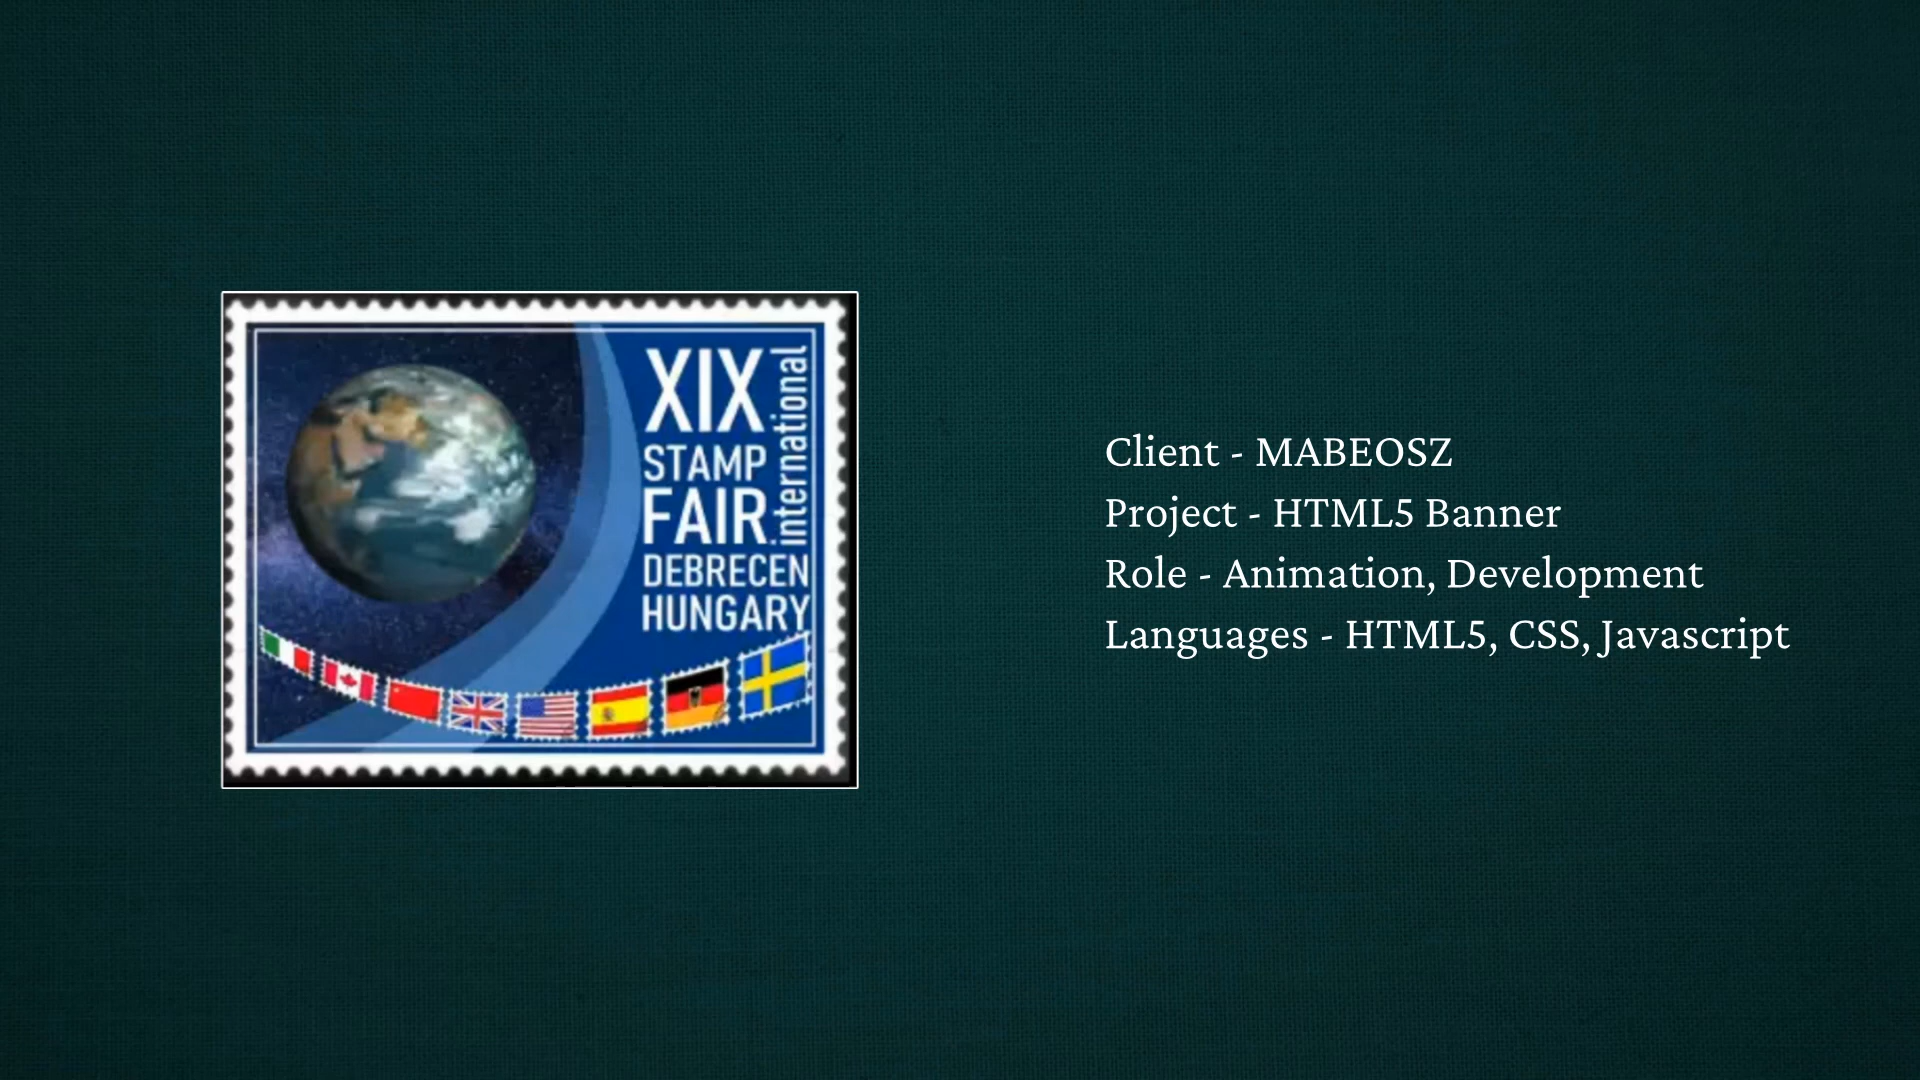 XIX
STAMP
FAIR
international
DEBRECEN
HUNGARY
Client - MABEOSZ
Project - HTML5 Banner
Role - Animation, Development
Languages - HTML5, CSS, Javascript